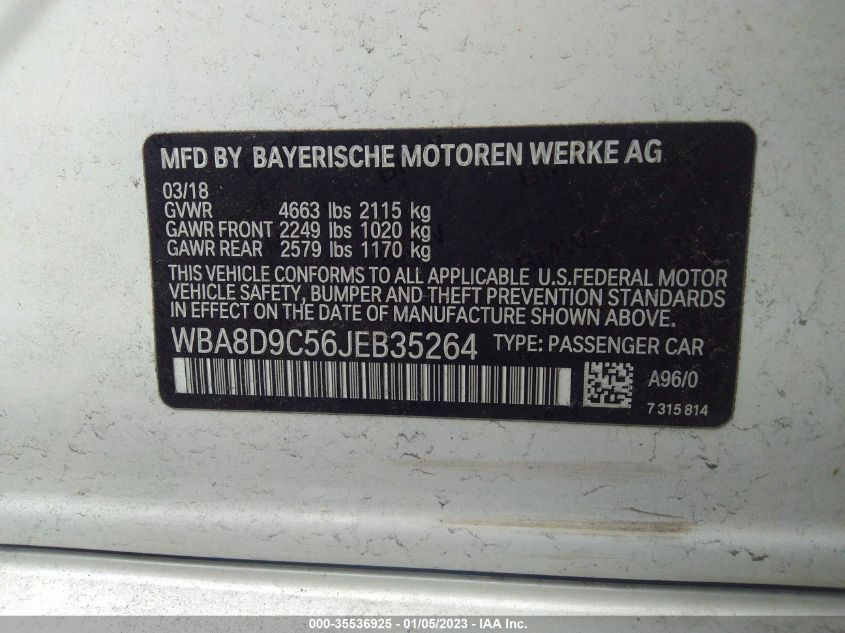 MFD BY BAYERISCHE MOTOREN WERKE AG
03/18
GVWR 4663 lbs 2115 kg
GAWR FRONT 2249 lbs 1020 kg
GAWR REAR 2579 lbs 1170 kg
THIS VEHICLE CONFORMS TO ALL APPLICABLE U.S.FEDERAL MOTOR
VEHICLE SAFETY, BUMPER AND THEFT PREVENTION STANDARDS
IN EFFECT ON THE DATE OF MANUFACTURE SHOWN ABOVE.
WBA8D9C56JEB35264 TYPE: PASSENGER CAR
A96/0
7 315 814
000-35536925 - 01/05/2023 - IAA Inc.